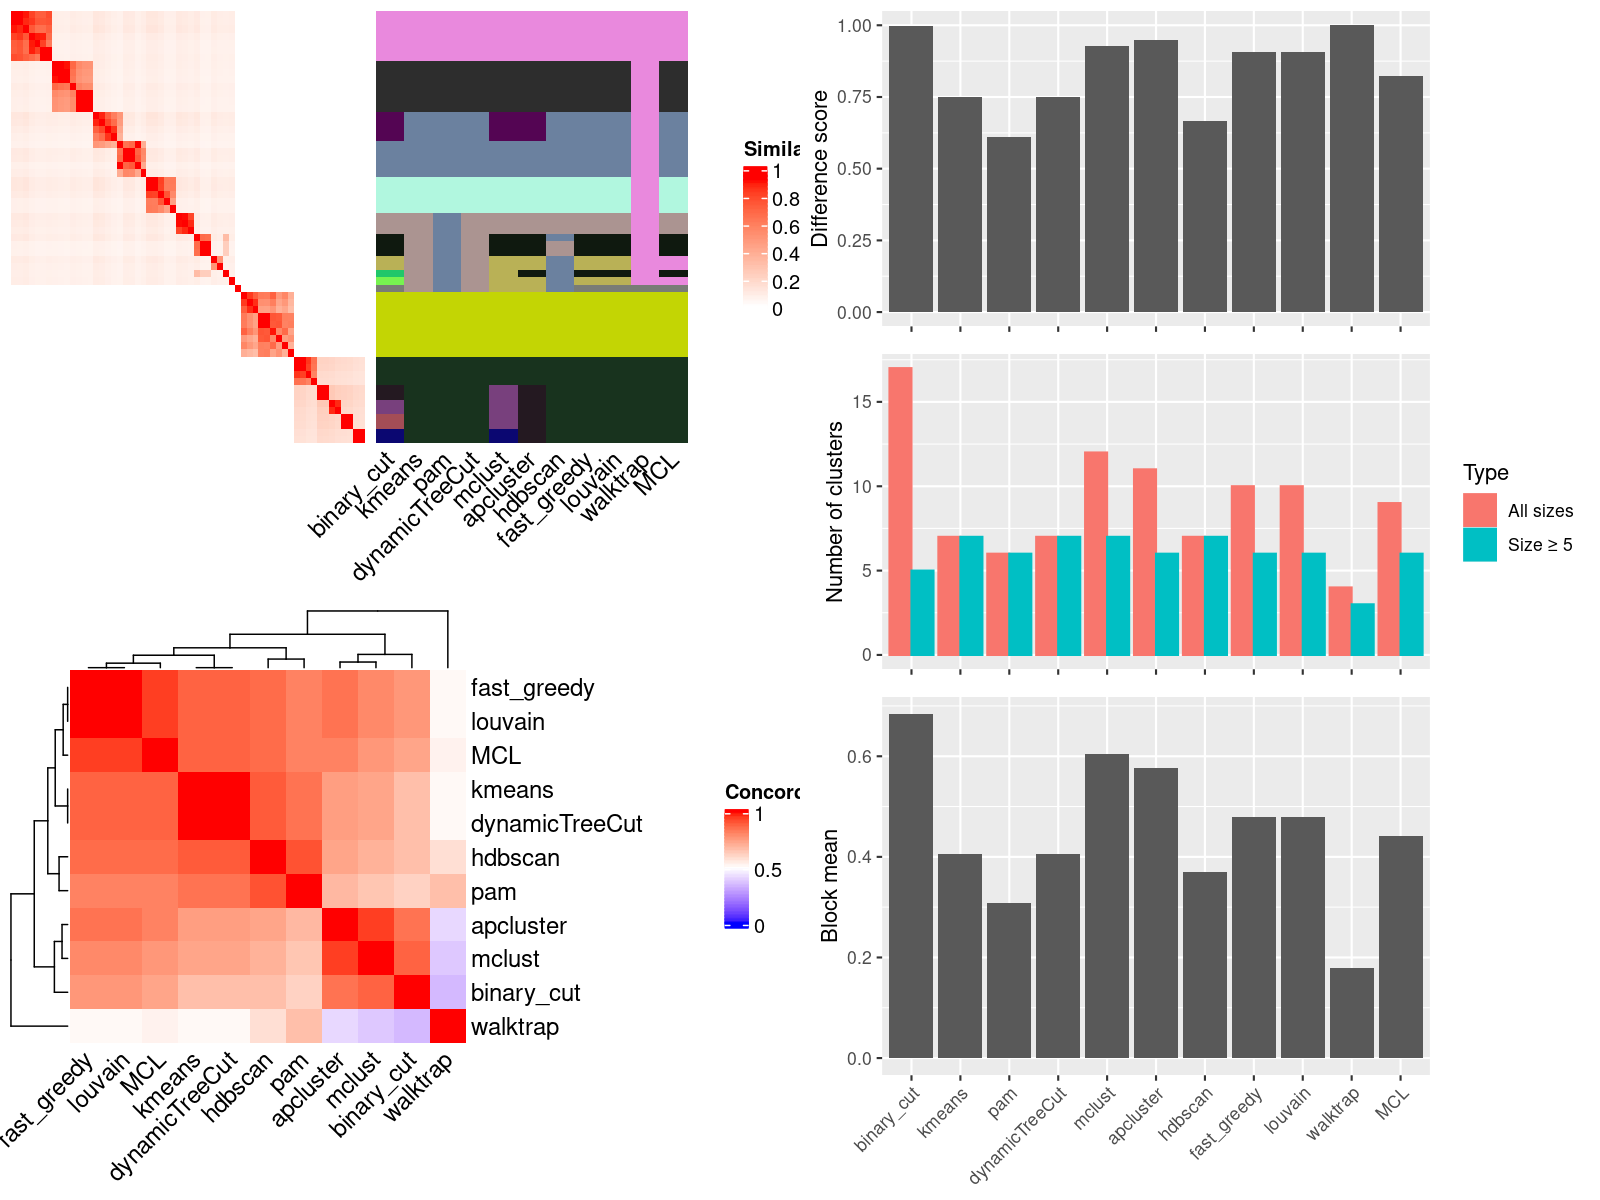 Simila
1
0.8
0.6
0.4
0.2
0
binary_cut
kmeans
pam
dynamicTreeCut
mclust
apcluster
hdbscan
fast_greedy
louvain
walktrap
MCL
fast_greedy
louvain
MCL
kmeans
dynamicTreeCut
hdbscan
pam
apcluster
mclust
binary_cut
walktrap
Concord
1
0.5
0
fast_greedy
louvain
MCL
kmeans
dynamicTreeCut
hdbscan
pam
apcluster
mclust
binary_cut
walktrap
Difference score
1.00
0.75
0.50
0.25
0.00
Number of clusters
15
10
5
0
Type
All sizes
Size ≥ 5
Block mean
0.6
0.4
0.2
0.0
binary_cut
kmeans
pam
dynamicTreeCut
mclust
apcluster
hdbscan
fast_greedy
louvain
walktrap
MCL